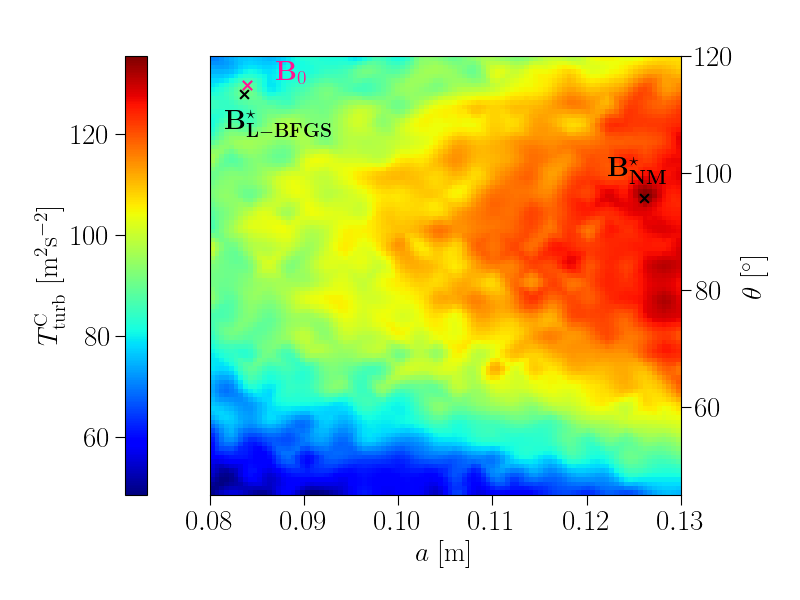 120
B₀
B⋆L−BFGS
120
100
B⋆NM
100
T^C_turb [m²s⁻²]
80
θ [°]
80
60
60
0.08 0.09 0.10 0.11 0.12 0.13
a [m]